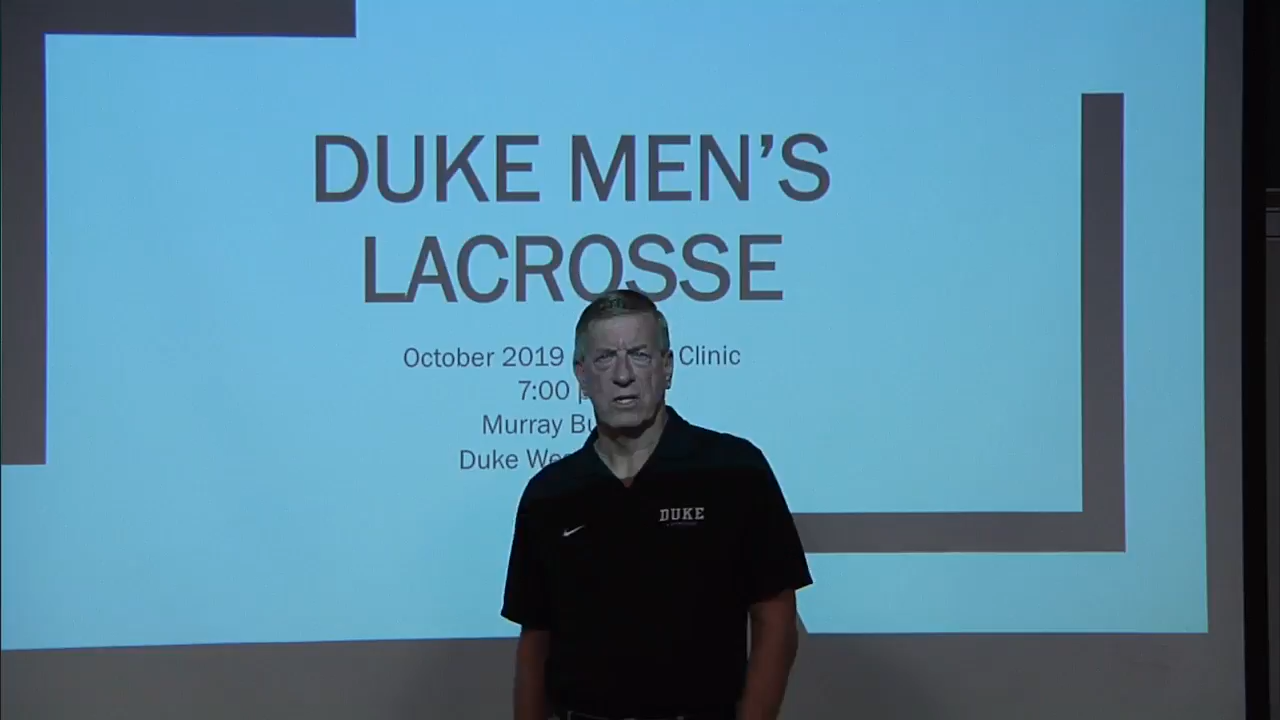 DUKE MEN'S
LACROSSE
October 2019 Clinic
7:00
Murray
Duke
DUKE